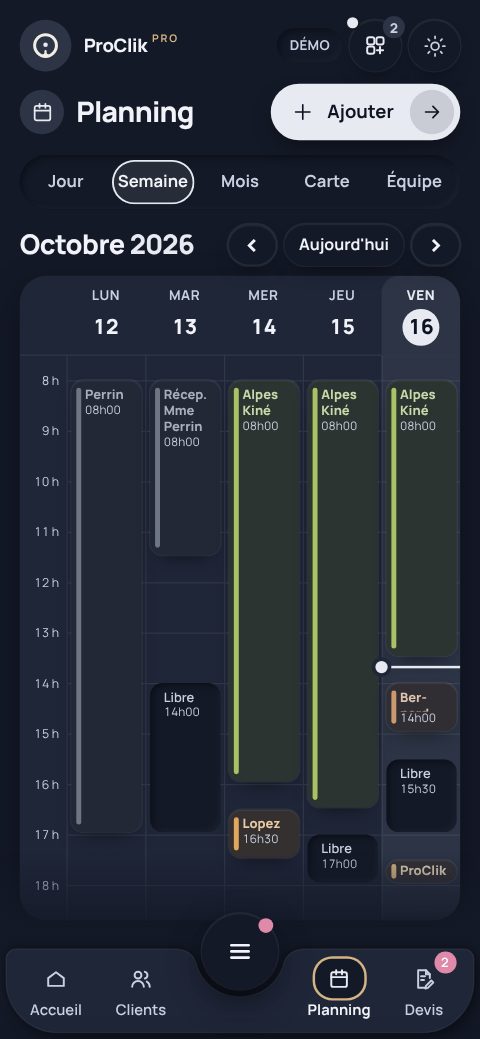 ProClik PRO
DÉMO
2
Planning
Ajouter
Jour Semaine Mois Carte Équipe
Octobre 2026
Aujourd'hui
LUN MAR MER JEU VEN
12 13 14 15 16
8 h
9 h
10 h
11 h
12 h
13 h
14 h
15 h
16 h
17 h
18 h
Perrin
08h00
Récep.
Mme
Perrin
08h00
Libre
14h00
Alpes
Kiné
08h00
Lopez
16h30
Alpes
Kiné
08h00
Libre
17h00
Alpes
Kiné
08h00
Ber-
14h00
Libre
15h30
ProClik
Accueil Clients Planning Devis
2